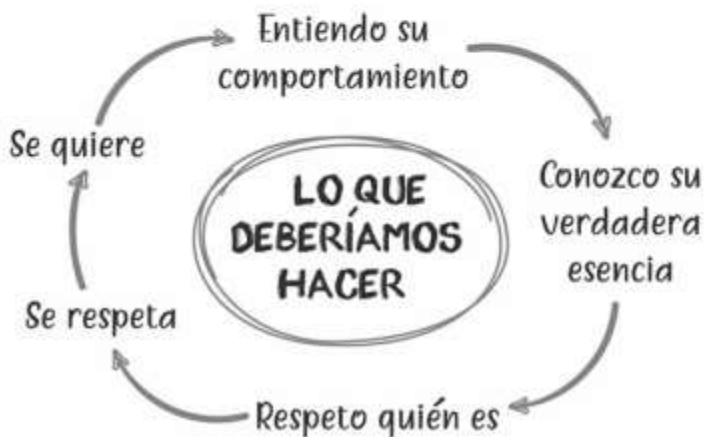 Entiendo su
comportamiento
Conozco su
verdadera
esencia
Respeto quién es
Se respeta
Se quiere
LO QUE
DEBERÍAMOS
HACER